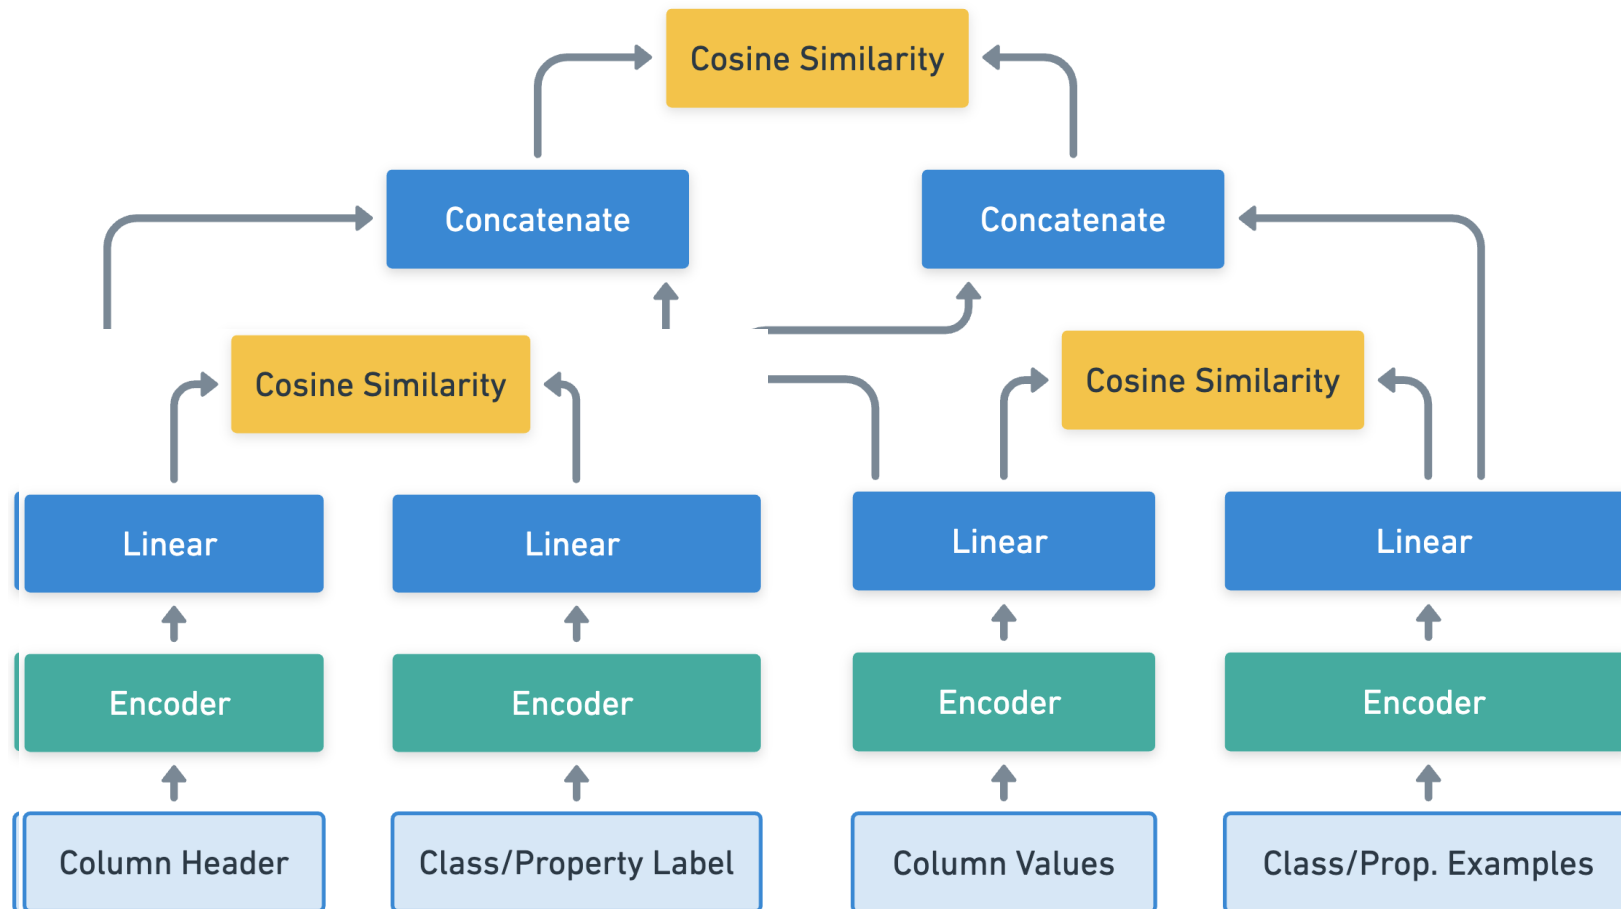 Cosine Similarity
Concatenate
Concatenate
Cosine Similarity
Cosine Similarity
Linear
Linear
Linear
Linear
Encoder
Encoder
Encoder
Encoder
Column Header
Class/Property Label
Column Values
Class/Prop. Examples